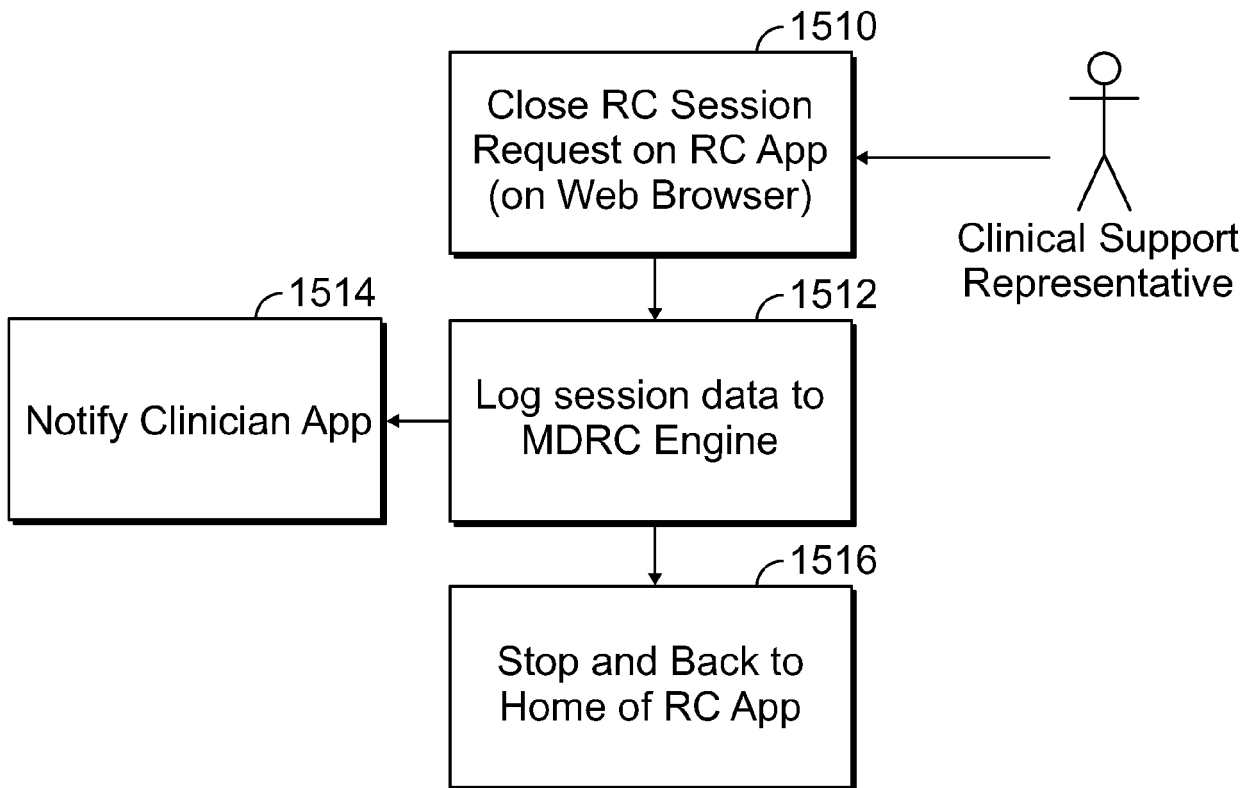 1510
Close RC Session
Request on RC App
(on Web Browser)
Clinical Support
Representative
1514
Notify Clinician App
1512
Log session data to
MDRC Engine
1516
Stop and Back to
Home of RC App